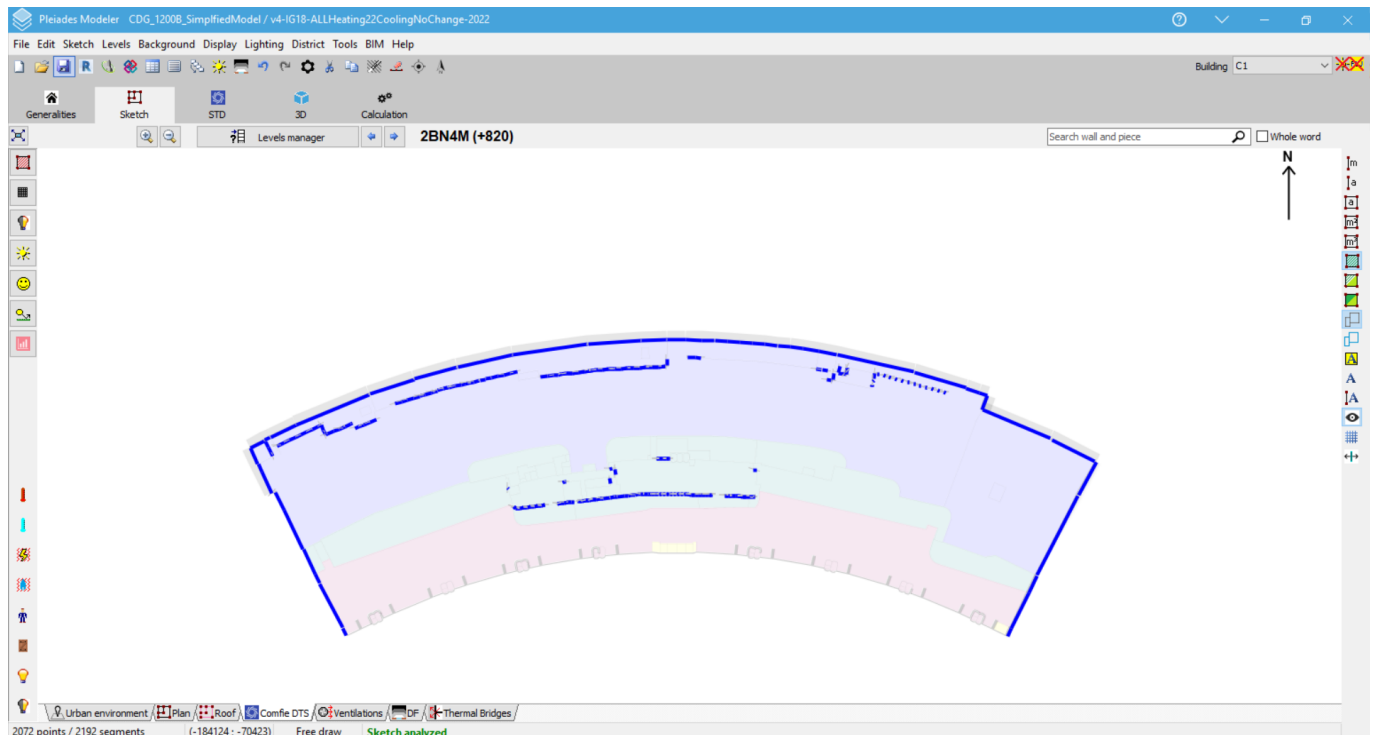 Pleiades Modeler CDG_1200B_SimplfiedModel / v4-IG18-ALLHeating22CoolingNoChange-2022
File Edit Sketch Levels Background Display Lighting District Tools BIM Help
R
Building C1
Generalities Sketch STD 3D Calculation
Levels manager 2BN4M (+820) Search wall and piece Whole word
N
m
a
a
m²
m³
A
A
A
Urban environment Plan Roof Comfie DTS Ventilations DF Thermal Bridges
2072 points / 2192 segments (-184124 ; -70423) Free draw Sketch analyzed